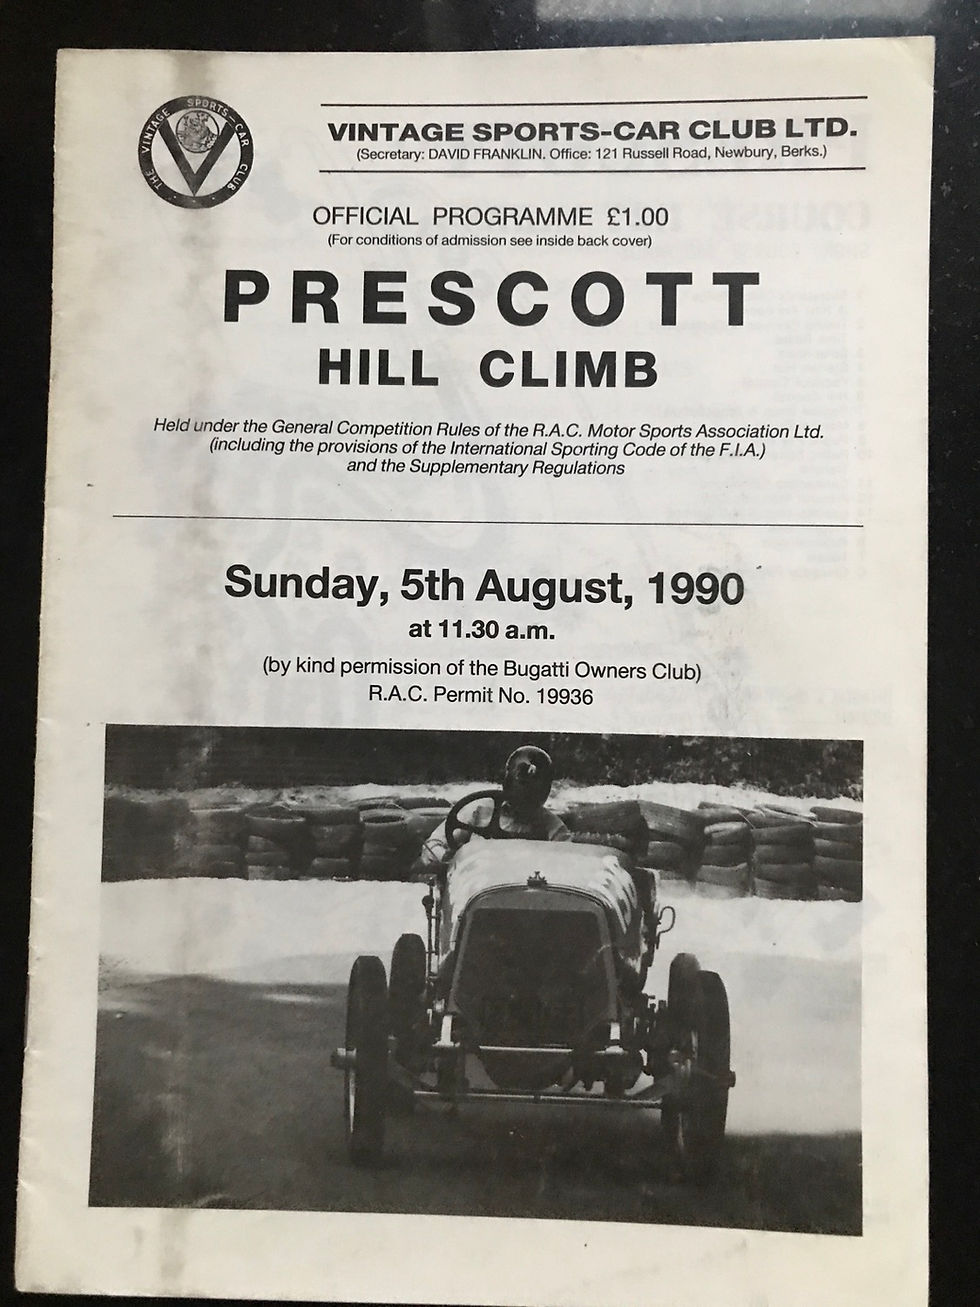 THE VINTAGE SPORTS-CAR CLUB
VINTAGE SPORTS-CAR CLUB LTD.
(Secretary: DAVID FRANKLIN. Office: 121 Russell Road, Newbury, Berks.)
OFFICIAL PROGRAMME £1.00
(For conditions of admission see inside back cover)
PRESCOTT
HILL CLIMB
Held under the General Competition Rules of the R.A.C. Motor Sports Association Ltd.
(including the provisions of the International Sporting Code of the F.I.A.)
and the Supplementary Regulations
Sunday, 5th August, 1990
at 11.30 a.m.
(by kind permission of the Bugatti Owners Club)
R.A.C. Permit No. 19936